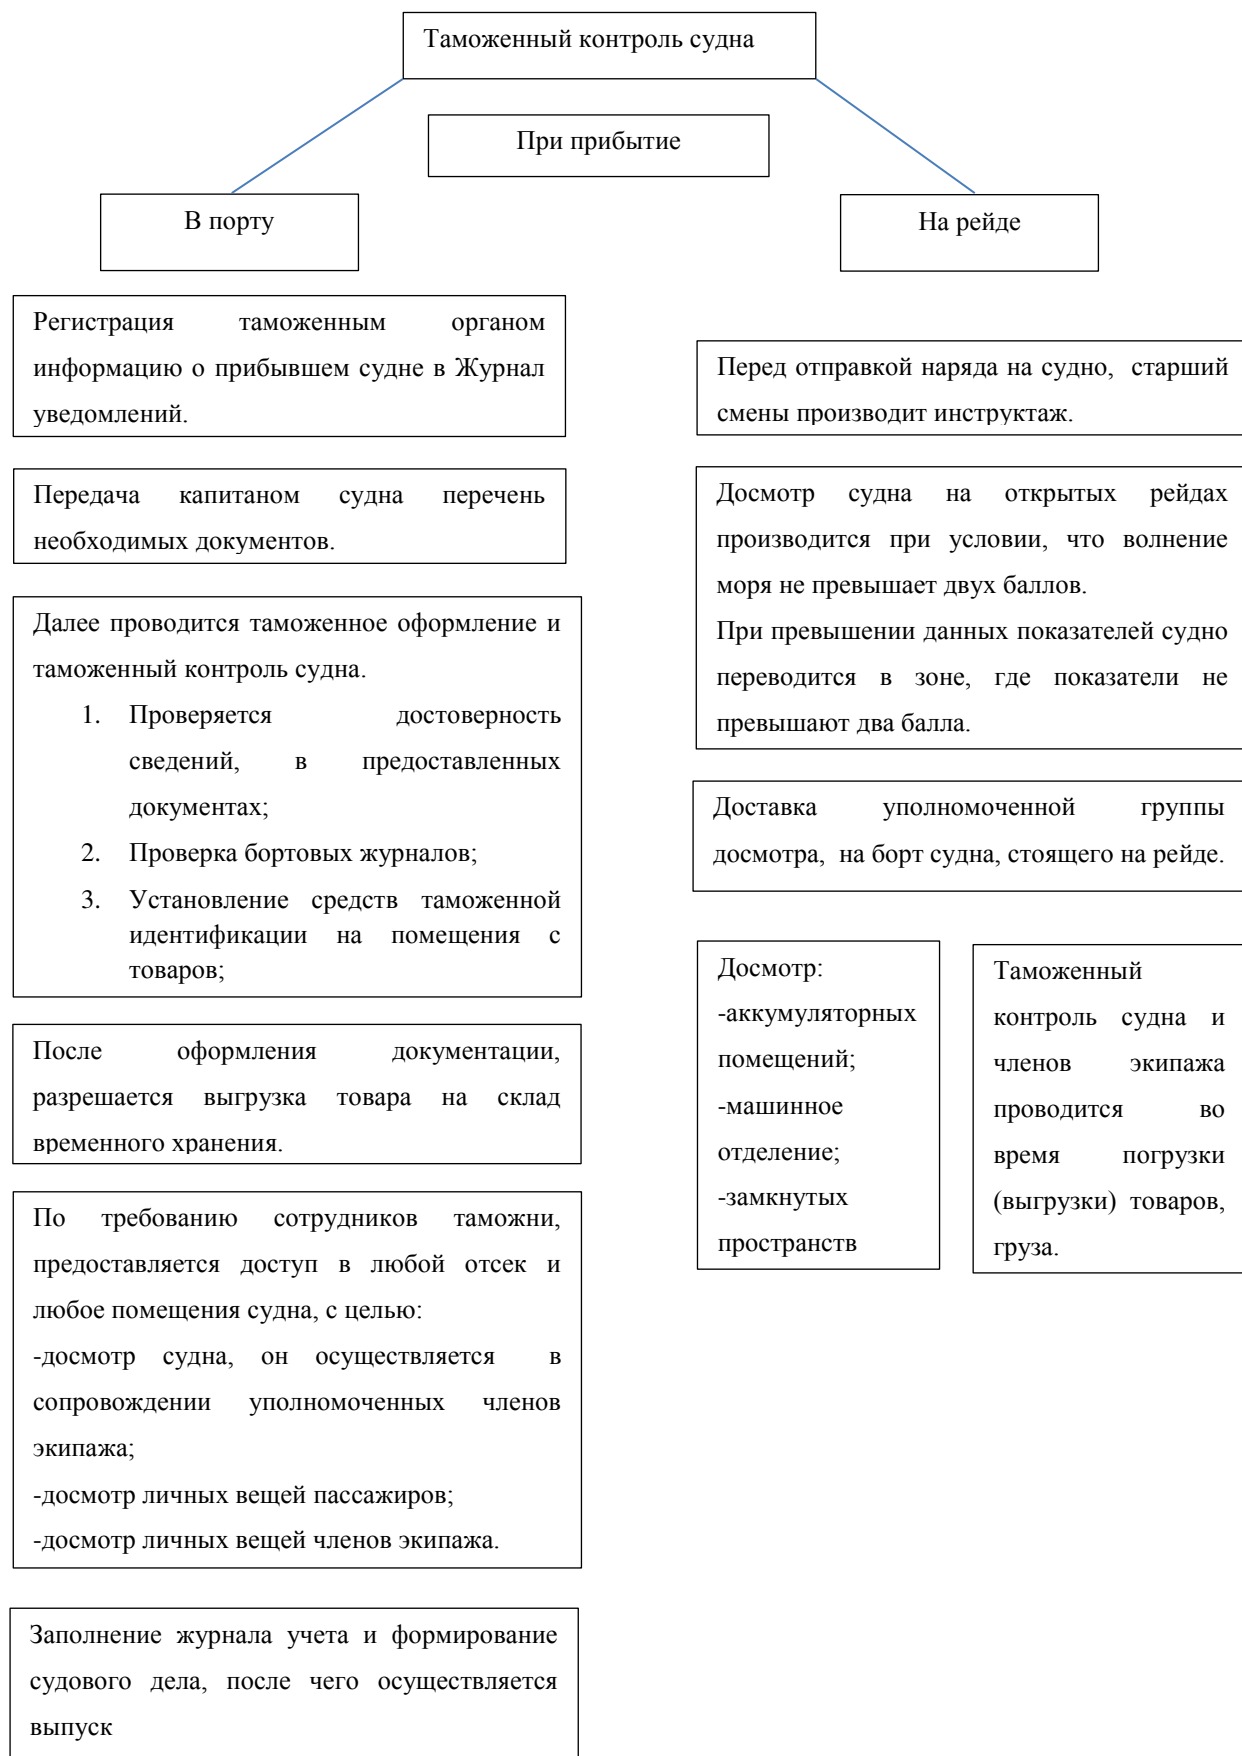 Таможенный контроль судна
При прибытие
В порту
На рейде
Регистрация таможенным органом
информацию о прибывшем судне в Журнал
уведомлений.
Передача капитаном судна перечень
необходимых документов.
Далее проводится таможенное оформление и
таможенный контроль судна.
1. Проверяется достоверность
сведений, в предоставленных
документах;
2. Проверка бортовых журналов;
3. Установление средств таможенной
идентификации на помещения с
товаров;
После оформления документации,
разрешается выгрузка товара на склад
временного хранения.
По требованию сотрудников таможни,
предоставляется доступ в любой отсек и
любое помещения судна, с целью:
-досмотр судна, он осуществляется в
сопровождении уполномоченных членов
экипажа;
-досмотр личных вещей пассажиров;
-досмотр личных вещей членов экипажа.
Заполнение журнала учета и формирование
судового дела, после чего осуществляется
выпуск
Перед отправкой наряда на судно, старший
смены производит инструктаж.
Досмотр судна на открытых рейдах
производится при условии, что волнение
моря не превышает двух баллов.
При превышении данных показателей судно
переводится в зоне, где показатели не
превышают два балла.
Доставка уполномоченной группы
досмотра, на борт судна, стоящего на рейде.
Досмотр:
-аккумуляторных
помещений;
-машинное
отделение;
-замкнутых
пространств
Таможенный
контроль судна и
членов экипажа
проводится во
время погрузки
(выгрузки) товаров,
груза.